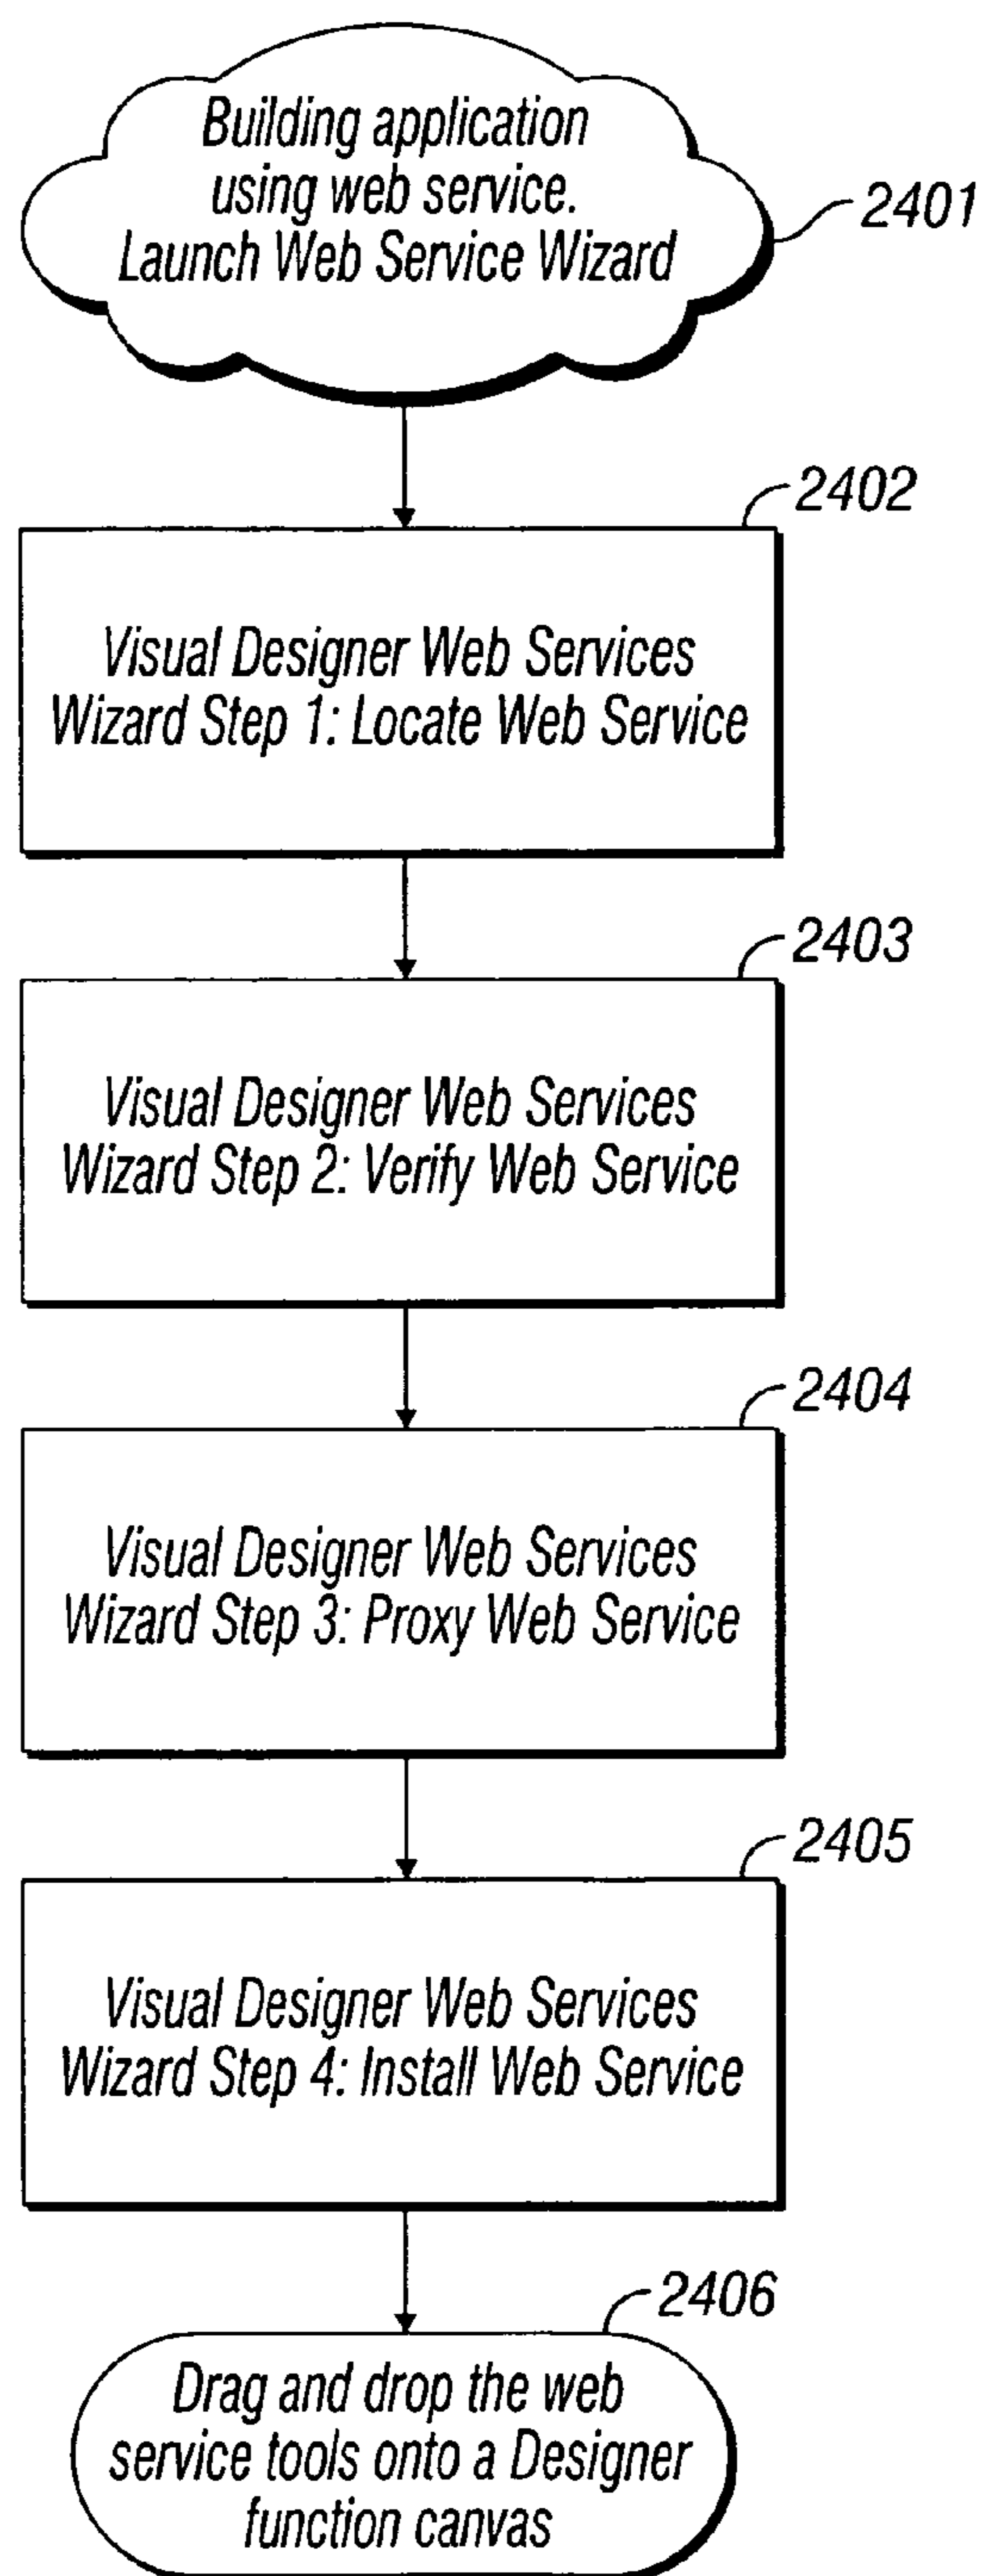 Building application
using web service.
Launch Web Service Wizard
2401
2402
Visual Designer Web Services
Wizard Step 1: Locate Web Service
2403
Visual Designer Web Services
Wizard Step 2: Verify Web Service
2404
Visual Designer Web Services
Wizard Step 3: Proxy Web Service
2405
Visual Designer Web Services
Wizard Step 4: Install Web Service
2406
Drag and drop the web
service tools onto a Designer
function canvas